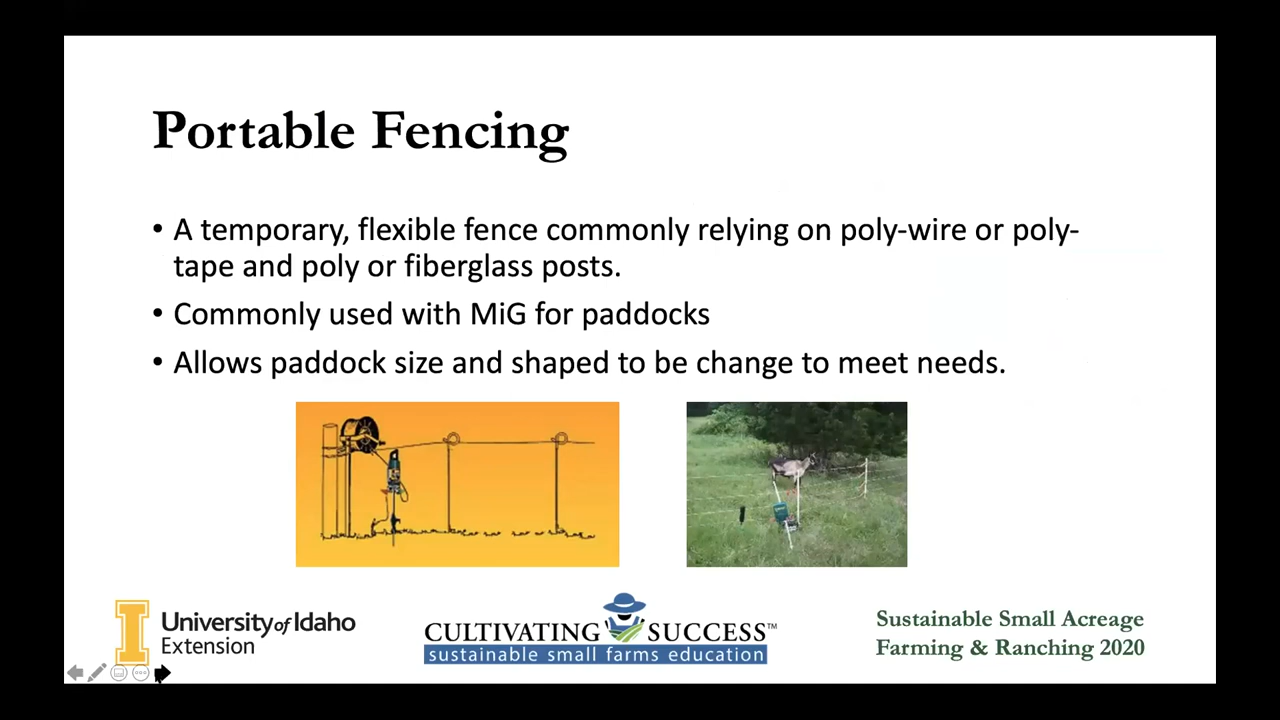 Portable Fencing
• A temporary, flexible fence commonly relying on poly-wire or poly-
tape and poly or fiberglass posts.
• Commonly used with MiG for paddocks
• Allows paddock size and shaped to be change to meet needs.
I
University of Idaho
Extension
CULTIVATING SUCCESS™
sustainable small farms education
Sustainable Small Acreage
Farming & Ranching 2020